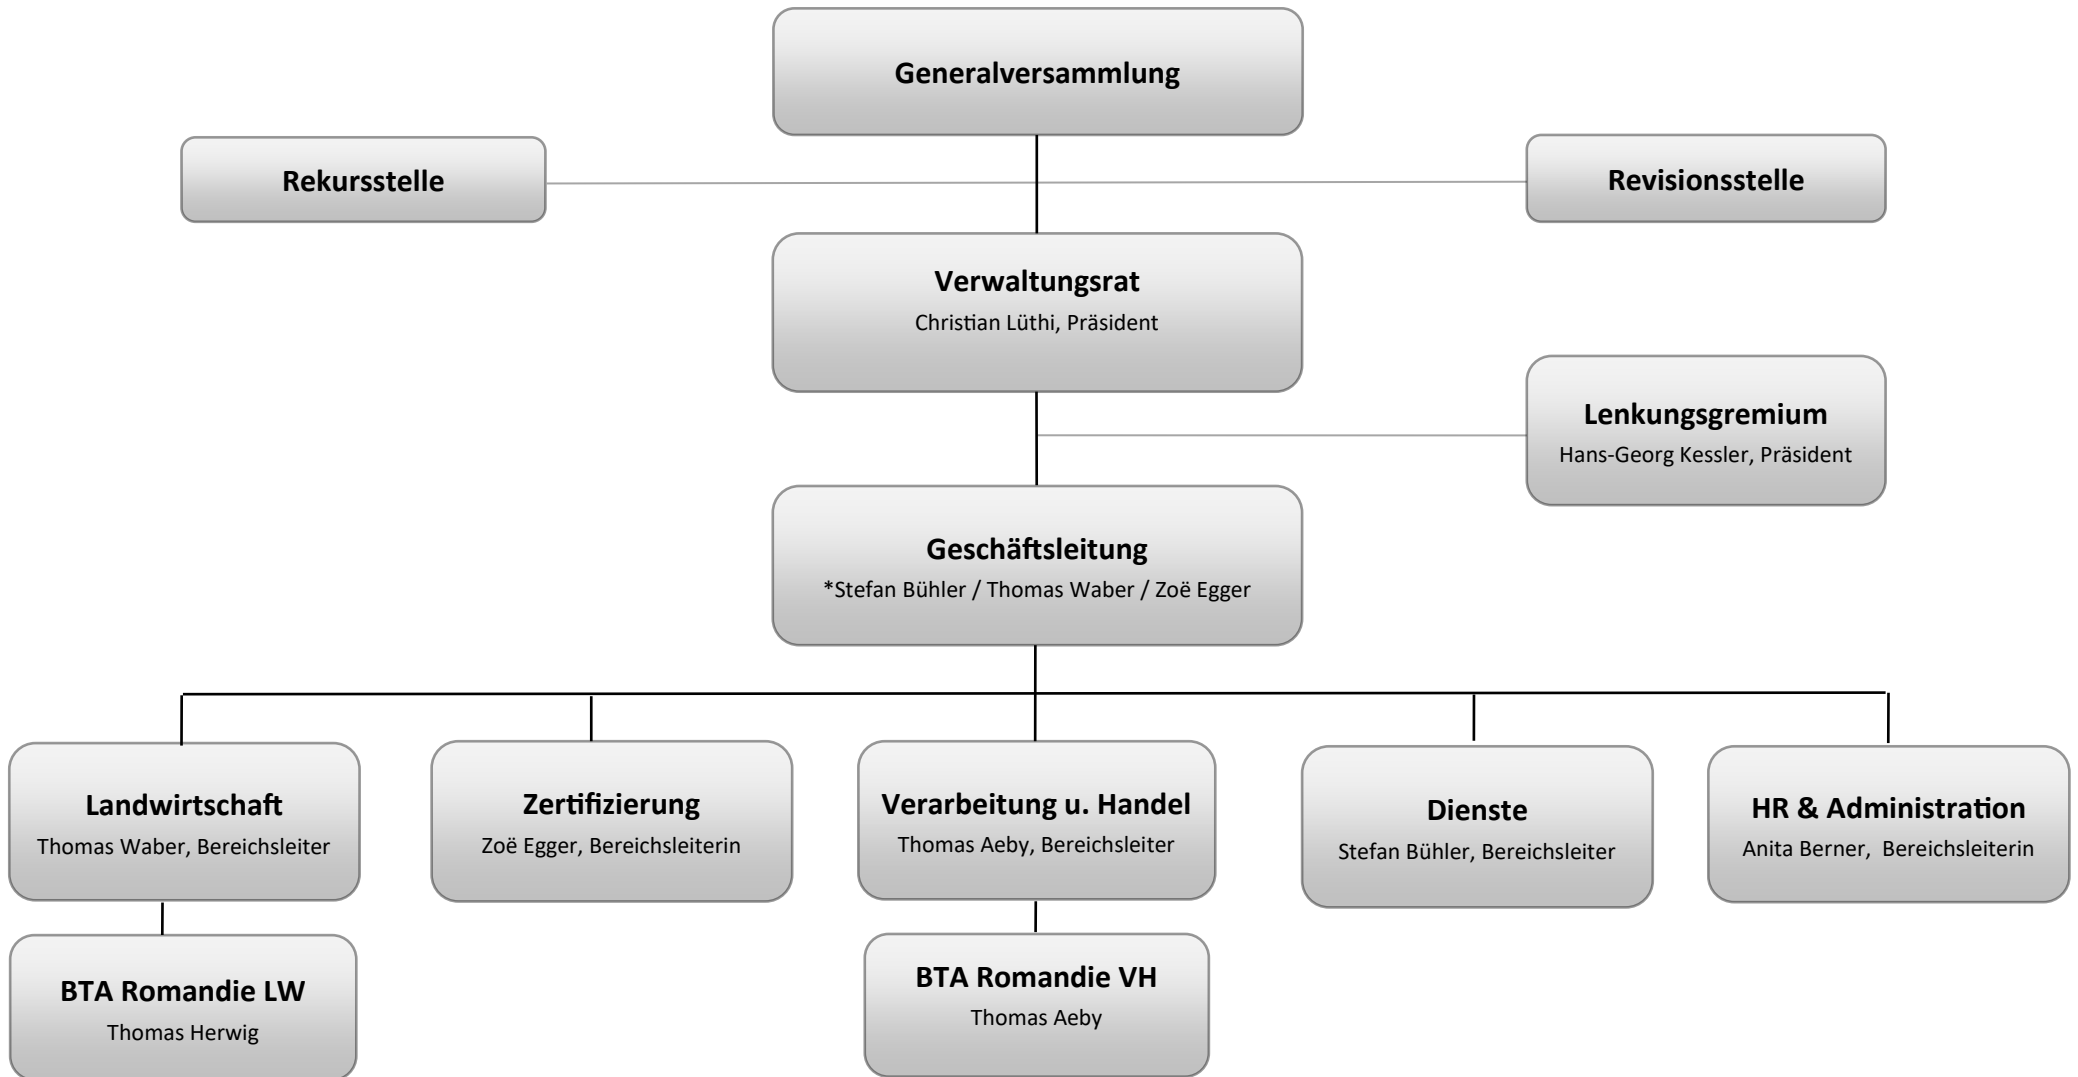 Generalversammlung
Rekursstelle
Revisionsstelle
Verwaltungsrat
Christian Lüthi, Präsident
Lenkungsgremium
Hans-Georg Kessler, Präsident
Geschäftsleitung
*Stefan Bühler / Thomas Waber / Zoë Egger
Landwirtschaft
Thomas Waber, Bereichsleiter
Zertifizierung
Zoë Egger, Bereichsleiterin
Verarbeitung u. Handel
Thomas Aeby, Bereichsleiter
Dienste
Stefan Bühler, Bereichsleiter
HR & Administration
Anita Berner,  Bereichsleiterin
BTA Romandie LW
Thomas Herwig
BTA Romandie VH
Thomas Aeby